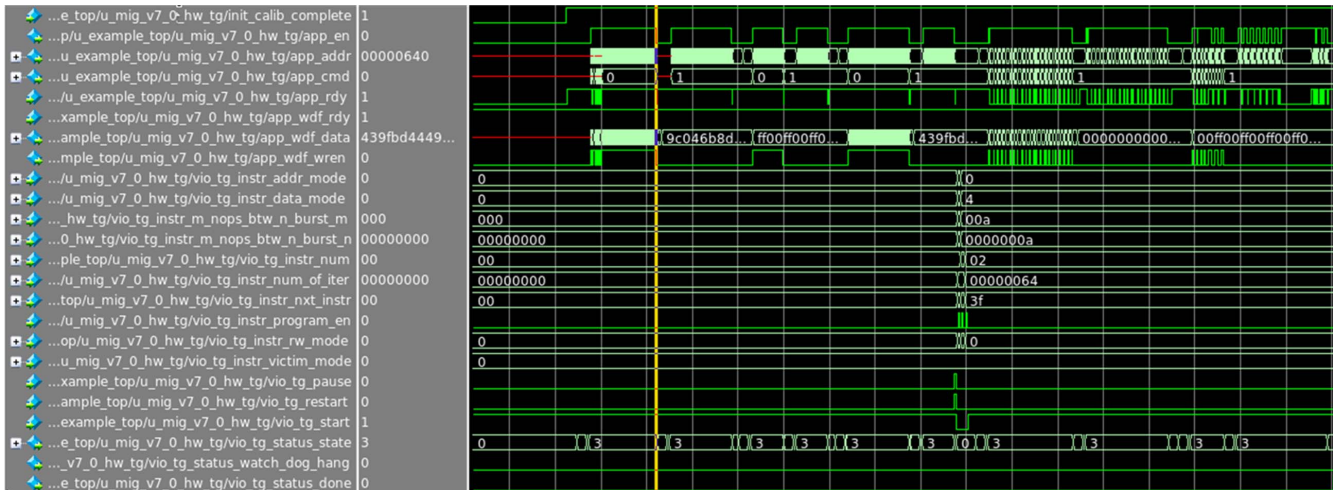 ...e_top/u_mig_v7_0_hw_tg/init_calib_complete 1
...p/u_example_top/u_mig_v7_0_hw_tg/app_en 0
...u_example_top/u_mig_v7_0_hw_tg/app_addr 00000640
...u_example_top/u_mig_v7_0_hw_tg/app_cmd 0 0 1 0 1 0 1 1 1
.../u_example_top/u_mig_v7_0_hw_tg/app_rdy 1
...xample_top/u_mig_v7_0_hw_tg/app_wdf_rdy 1
...ample_top/u_mig_v7_0_hw_tg/app_wdf_data 439fbd4449... 9c046b8d... ff00ff00ff0... 439fbd... 0000000000... 00ff00ff00ff00ff0...
...mple_top/u_mig_v7_0_hw_tg/app_wdf_wren 0
.../u_mig_v7_0_hw_tg/vio_tg_instr_addr_mode 0 0 0
.../u_mig_v7_0_hw_tg/vio_tg_instr_data_mode 0 0 4
..._hw_tg/vio_tg_instr_m_nops_btw_n_burst_m 000 000 00a
...0_hw_tg/vio_tg_instr_m_nops_btw_n_burst_n 00000000 00000000 0000000a
...ple_top/u_mig_v7_0_hw_tg/vio_tg_instr_num 00 00 02
.../u_mig_v7_0_hw_tg/vio_tg_instr_num_of_iter 00000000 00000000 00000064
...top/u_mig_v7_0_hw_tg/vio_tg_instr_nxt_instr 00 00 3f
.../u_mig_v7_0_hw_tg/vio_tg_instr_program_en 0
...op/u_mig_v7_0_hw_tg/vio_tg_instr_rw_mode 0 0 0
...u_mig_v7_0_hw_tg/vio_tg_instr_victim_mode 0 0
...xample_top/u_mig_v7_0_hw_tg/vio_tg_pause 0
...ample_top/u_mig_v7_0_hw_tg/vio_tg_restart 0
...example_top/u_mig_v7_0_hw_tg/vio_tg_start 1
...e_top/u_mig_v7_0_hw_tg/vio_tg_status_state 3 0 3 3 3 3 3 3 0 3 3 3 3
..._v7_0_hw_tg/vio_tg_status_watch_dog_hang 0
...e_top/u_mig_v7_0_hw_tg/vio_tg_status_done 0